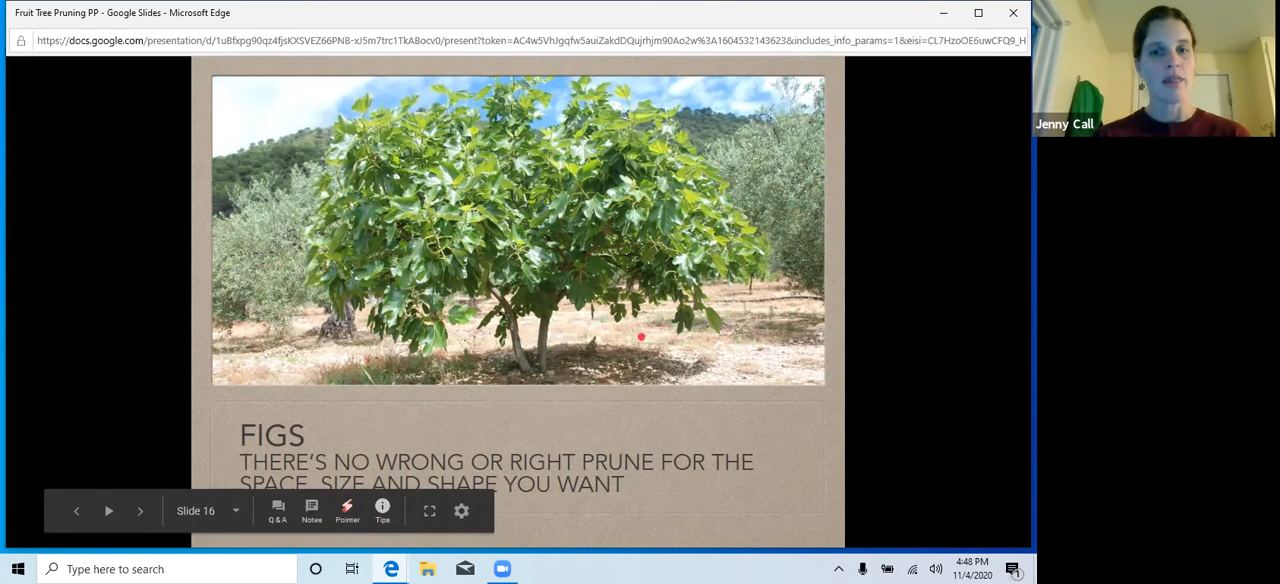 Fruit Tree Pruning PP - Google Slides - Microsoft Edge
https://docs.google.com/presentation/d/1uBfxpg90qz4fjsKXSVEZ66PNB-xJ5m7trc1TkABocv0/present?token=AC4w5VhJgqfw5auiZakdDQujrhjm90Ao2w%3A1604532143623&includes_info_params=1&eisi=CL7HzoOE6uwCFQ9_H
Jenny Call
FIGS
THERE'S NO WRONG OR RIGHT PRUNE FOR THE
SPACE, SIZE AND SHAPE YOU WANT
Slide 16
Q & A
Notes
Pointer
Tips
Type here to search
4:48 PM
11/4/2020
1